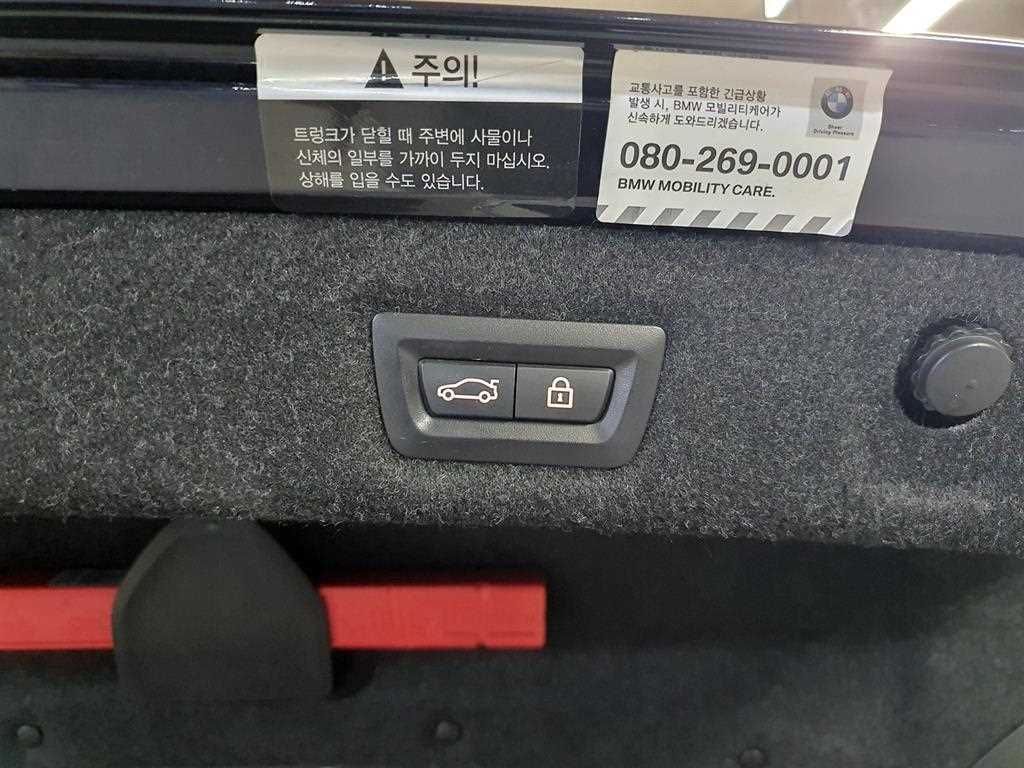 주의!
트렁크가 닫힐 때 주변에 사물이나
신체의 일부를 가까이 두지 마십시오.
상해를 입을 수도 있습니다.
교통사고를 포함한 긴급상황
발생 시, BMW 모빌리티케어가
신속하게 도와드리겠습니다.
Sheer
Driving Pleasure
080-269-0001
BMW MOBILITY CARE.